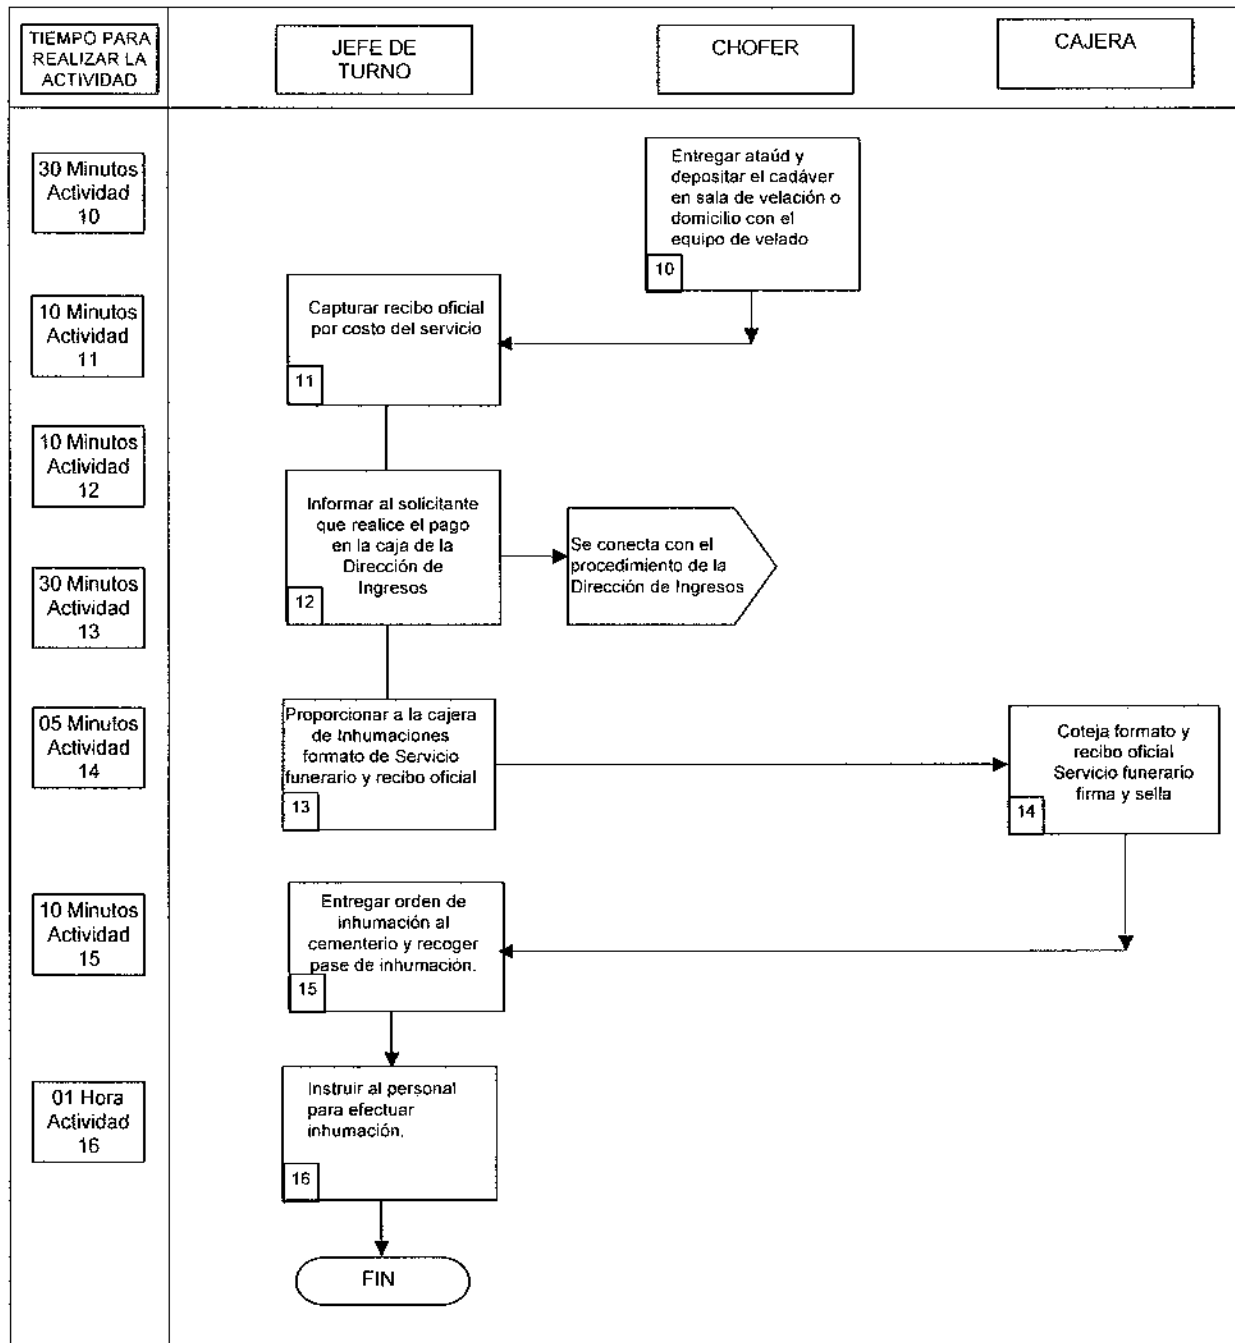 TIEMPO PARA
REALIZAR LA
ACTIVIDAD
JEFE DE
TURNO
CHOFER
CAJERA
30 Minutos
Actividad
10
Entregar ataúd y
depositar el cadáver
en sala de velación o
domicilio con el
equipo de velado
10
10 Minutos
Actividad
11
Capturar recibo oficial
por costo del servicio
11
10 Minutos
Actividad
12
Informar al solicitante
que realice el pago
en la caja de la
Dirección de
Ingresos
12
Se conecta con el
procedimiento de la
Dirección de Ingresos
30 Minutos
Actividad
13
05 Minutos
Actividad
14
Proporcionar a la cajera
de Inhumaciones
formato de Servicio
funerario y recibo oficial
13
Coteja formato y
recibo oficial
Servicio funerario
firma y sella
14
10 Minutos
Actividad
15
Entregar orden de
inhumación al
cementerio y recoger
pase de inhumación.
15
01 Hora
Actividad
16
Instruir al personal
para efectuar
inhumación.
16
FIN